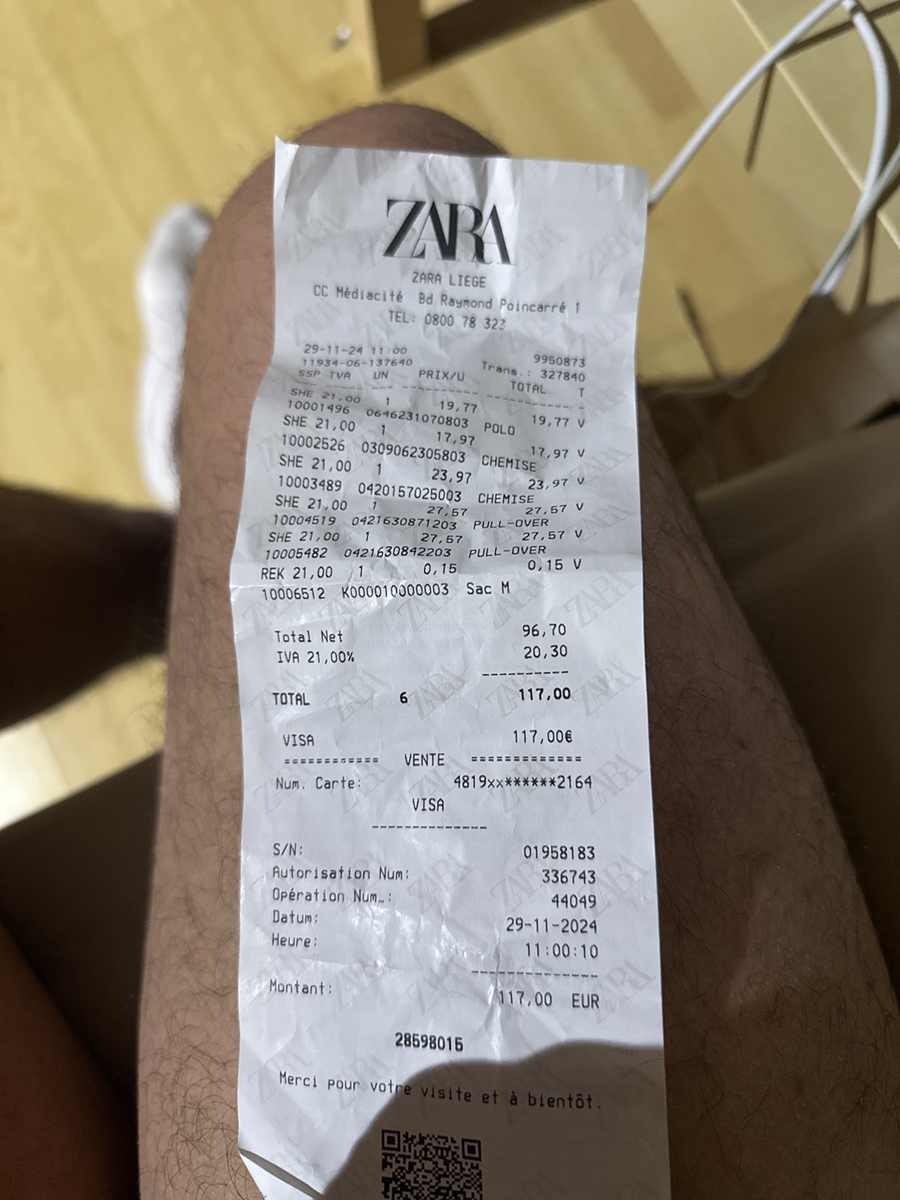 ZARA
ZARA LIEGE
CC Médiacité Bd Raymond Poincarré 1
TEL: 0800 78 323
29-11-24 11:00 9950873
11934-06-137640 Trans.: 327840
SSP TVA UN PRIX/U TOTAL T
SHE 21,00 1 19,77 19,77 V
10001496 0646231070803 POLO
SHE 21,00 1 17,97 17,97 V
10002526 0309062305803 CHEMISE
SHE 21,00 1 23,97 23,97 V
10003489 0420157025003 CHEMISE
SHE 21,00 1 27,57 27,57 V
10004519 0421630871203 PULL-OVER
SHE 21,00 1 27,57 27,57 V
10005482 0421630842203 PULL-OVER
REK 21,00 1 0,15 0,15 V
10006512 K000010000003 Sac M
Total Net 96,70
IVA 21,00% 20,30
----------
TOTAL 6 117,00
VISA 117,00€
=========== VENTE =============
Num. Carte: 4819xx******2164
VISA
--------------
S/N: 01958183
Autorisation Num: 336743
Opération Num.: 44049
Datum: 29-11-2024
Heure: 11:00:10
---------------
Montant: 117,00 EUR
28598015
Merci pour votre visite et à bientôt.